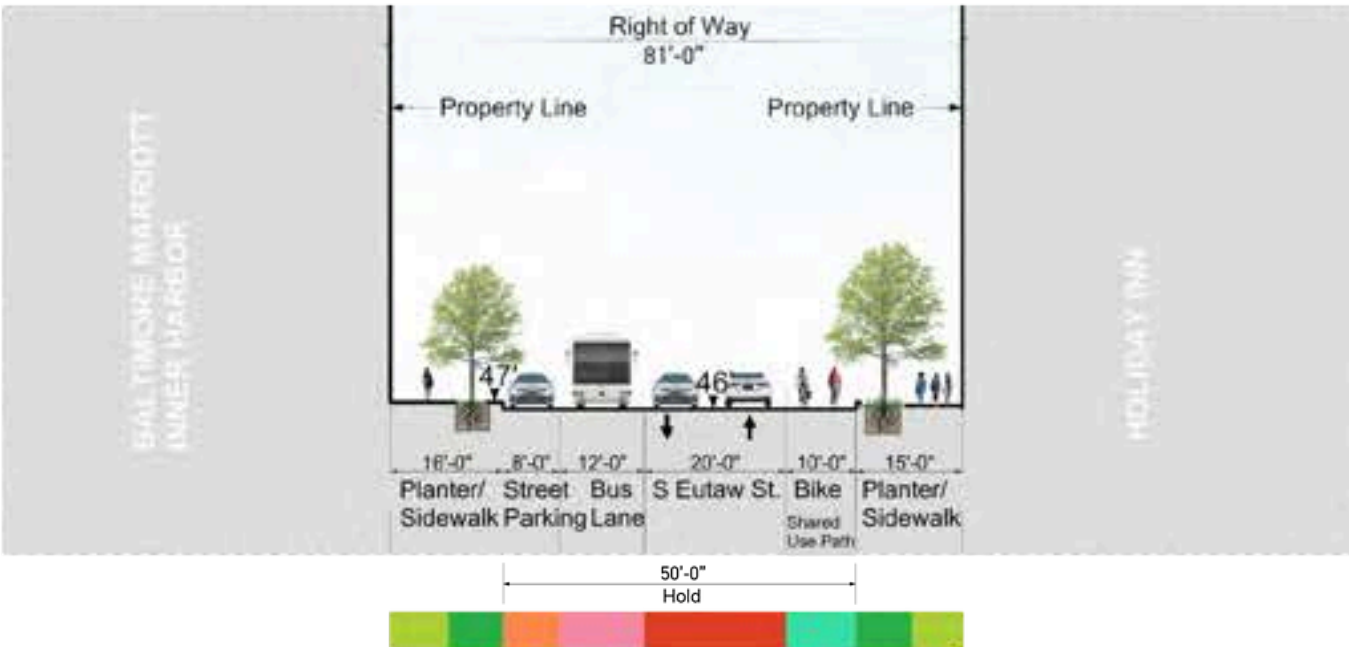 Right of Way
81'-0"
Property Line
Property Line
BALTIMORE MARRIOTT
INNER HARBOR
HOLIDAY INN
47'
46'
16'-0" 8'-0" 12'-0" 20'-0" 10'-0" 15'-0"
Planter/ Street Bus S Eutaw St. Bike Planter/
Sidewalk Parking Lane Shared Sidewalk
Use Path
50'-0"
Hold